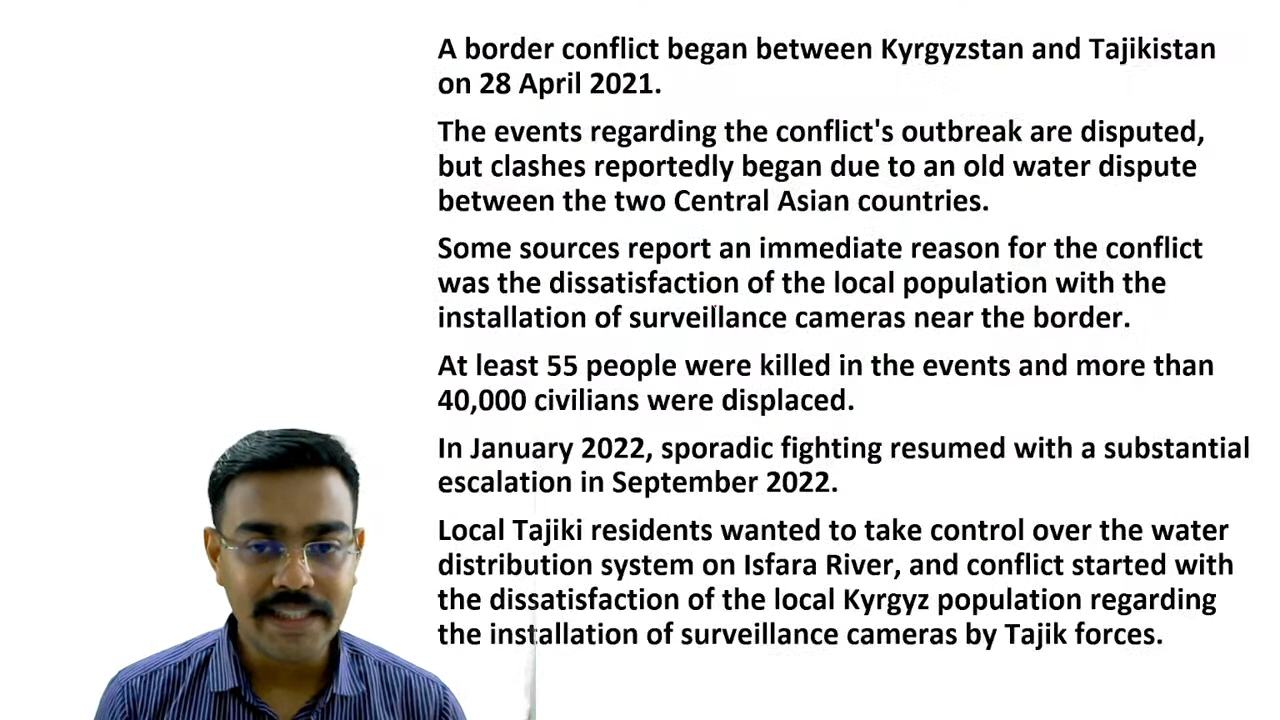 A border conflict began between Kyrgyzstan and Tajikistan
on 28 April 2021.
The events regarding the conflict's outbreak are disputed,
but clashes reportedly began due to an old water dispute
between the two Central Asian countries.
Some sources report an immediate reason for the conflict
was the dissatisfaction of the local population with the
installation of surveillance cameras near the border.
At least 55 people were killed in the events and more than
40,000 civilians were displaced.
In January 2022, sporadic fighting resumed with a substantial
escalation in September 2022.
Local Tajiki residents wanted to take control over the water
distribution system on Isfara River, and conflict started with
the dissatisfaction of the local Kyrgyz population regarding
the installation of surveillance cameras by Tajik forces.